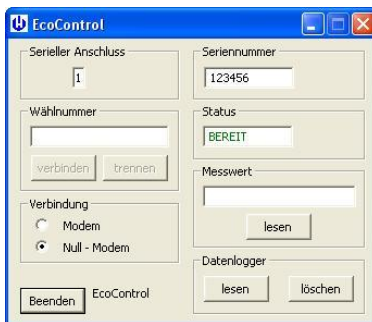 EcoControl
Serieller Anschluss
1
Wählnummer
verbinden trennen
Verbindung
Modem
Null - Modem
Beenden EcoControl
Seriennummer
123456
Status
BEREIT
Messwert
lesen
Datenlogger
lesen löschen